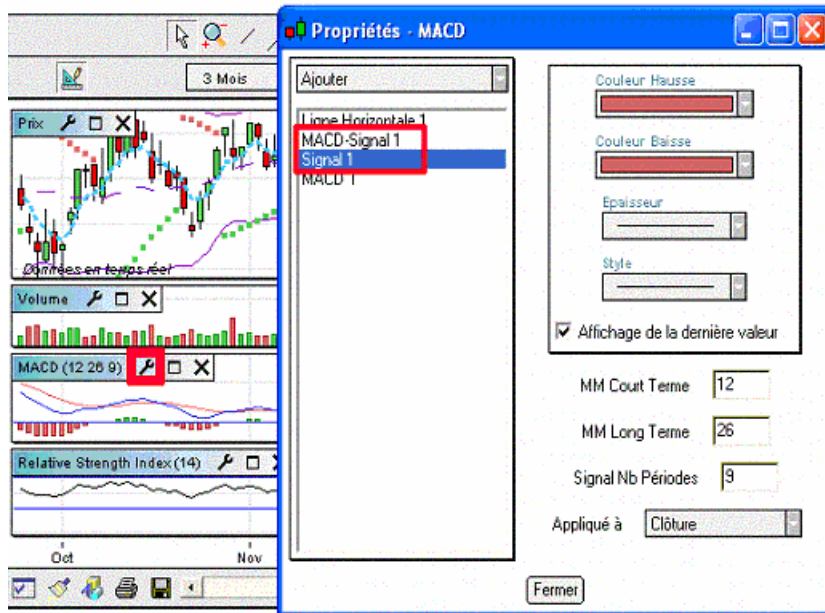 3 Mois
Prix
Données en temps réel
Volume
MACD (12 26 9)
Relative Strength Index (14)
Oct
Nov
Propriétés - MACD
Ajouter
Ligne Horizontale 1
MACD-Signal 1
Signal 1
MACD 1
Couleur Hausse
Couleur Baisse
Epaisseur
Style
Affichage de la dernière valeur
MM Court Terme 12
MM Long Terme 26
Signal Nb Périodes 9
Appliqué à Clôture
Fermer